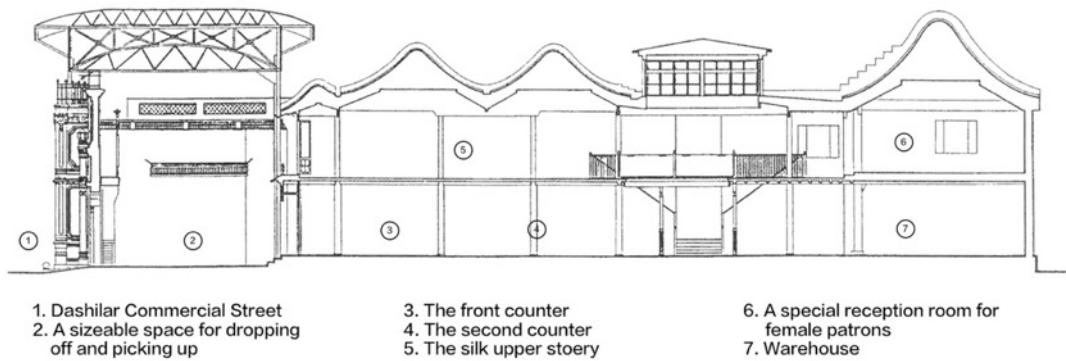 1
2
3
4
5
6
7
1. Dashilar Commercial Street
2. A sizeable space for dropping
off and picking up
3. The front counter
4. The second counter
5. The silk upper stoery
6. A special reception room for
female patrons
7. Warehouse